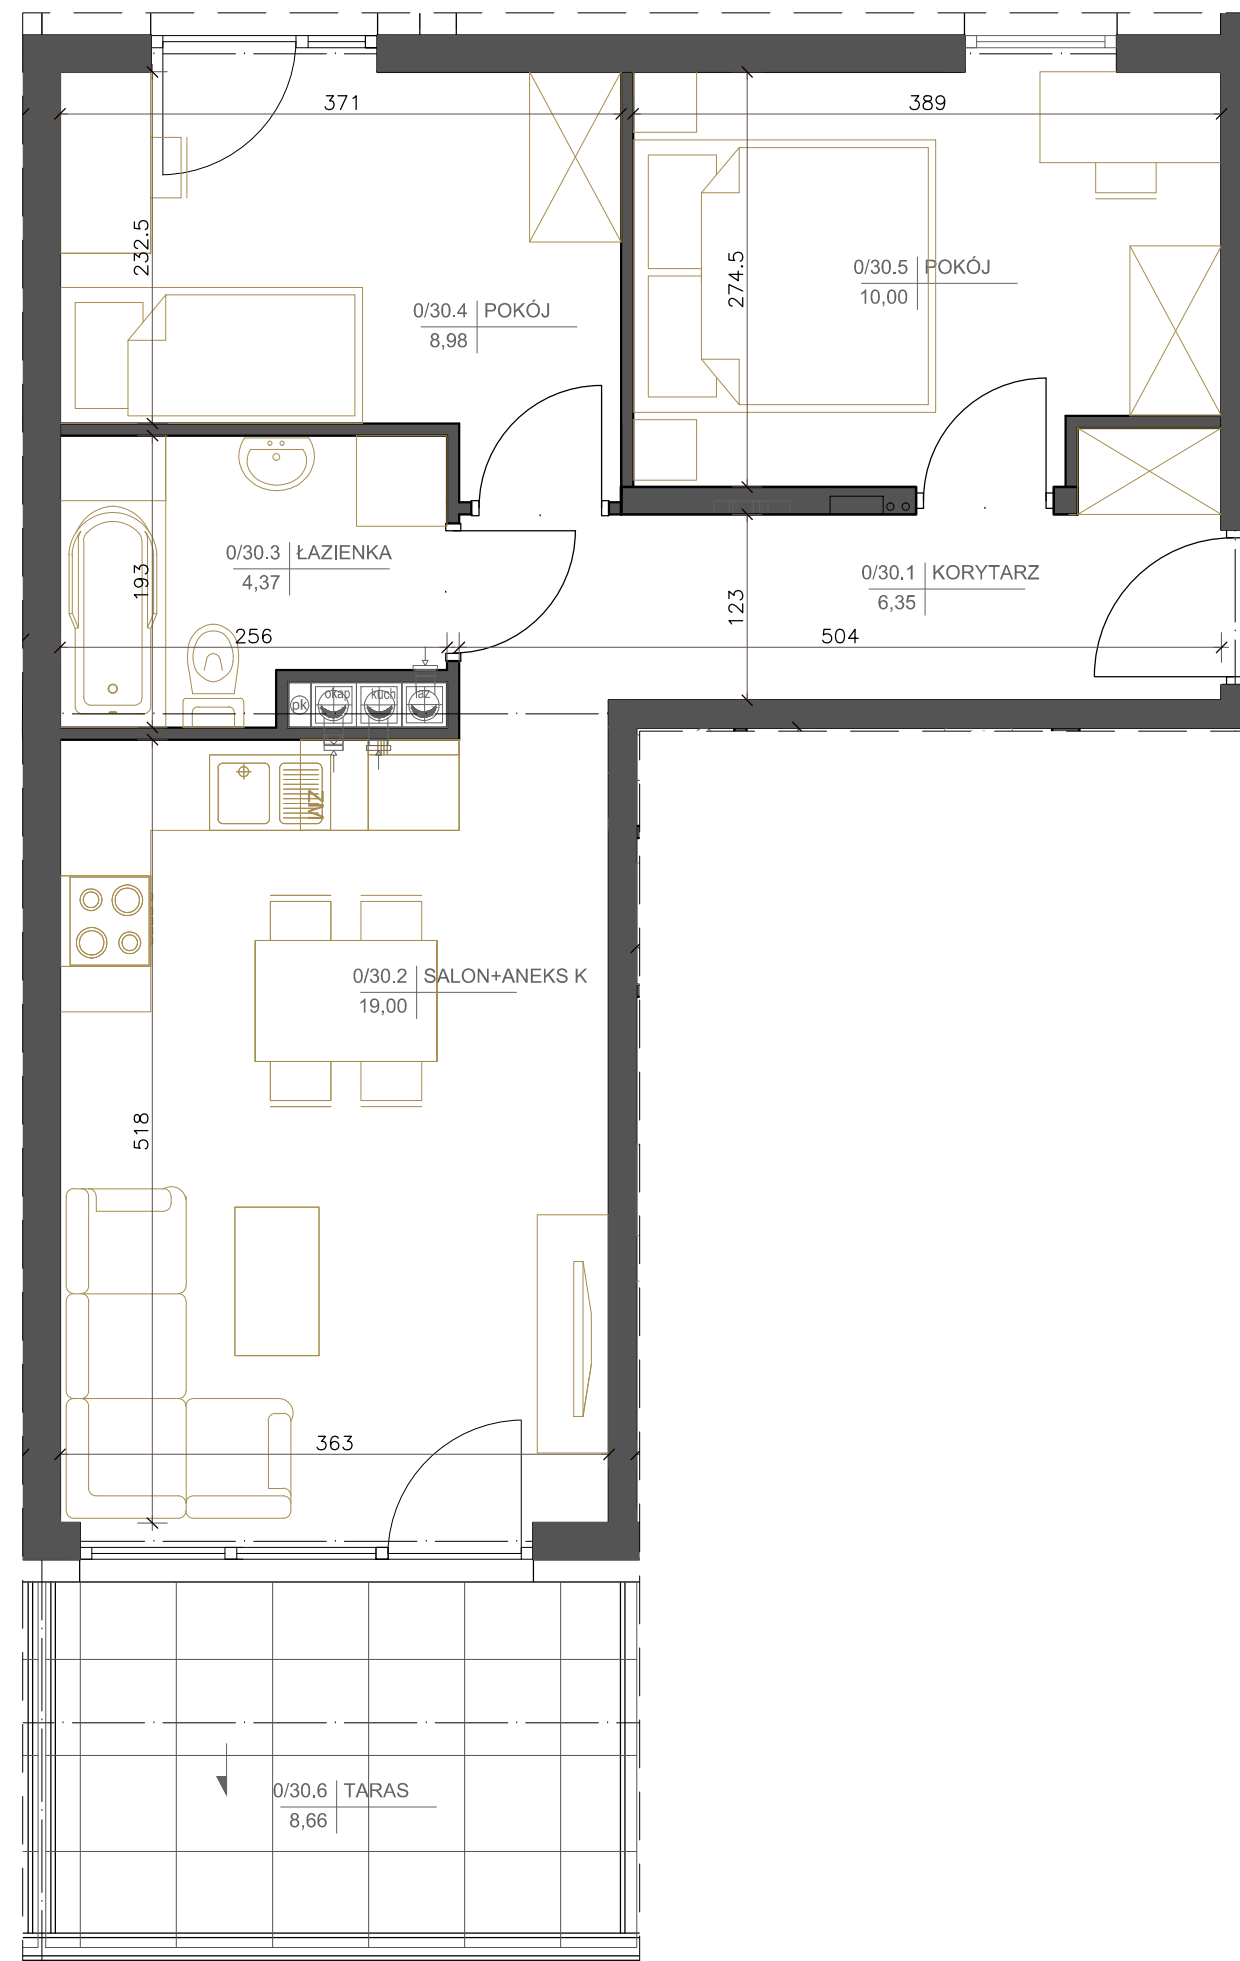 371
389
232.5
274.5
0/30.5 POKÓJ
10,00
0/30.4 POKÓJ
8,98
0/30.3 ŁAZIENKA
4,37
193
0/30.1 KORYTARZ
6,35
123
256
504
pk
okap
kuch
łaz
ZM
0/30.2 SALON+ANEKS K
19,00
518
363
0/30.6 TARAS
8,66